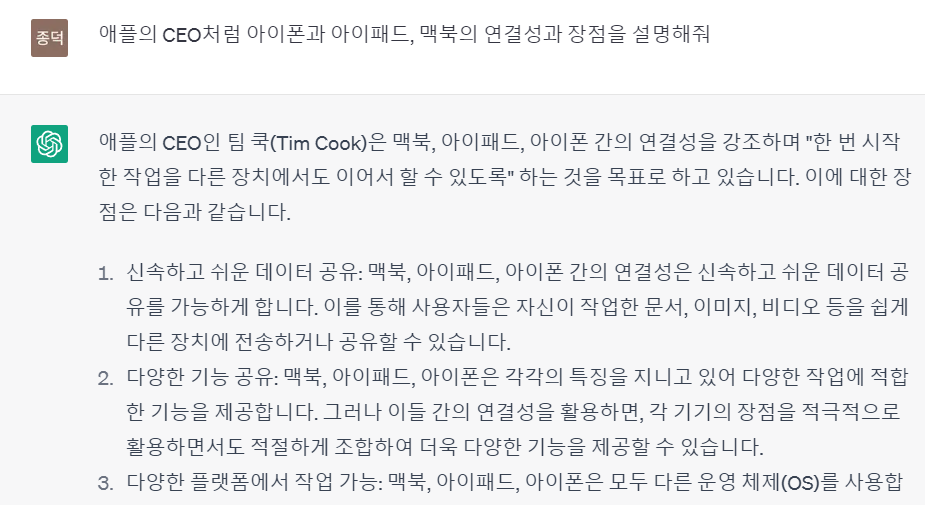 종덕
애플의 CEO처럼 아이폰과 아이패드, 맥북의 연결성과 장점을 설명해줘
애플의 CEO인 팀 쿡(Tim Cook)은 맥북, 아이패드, 아이폰 간의 연결성을 강조하며 "한 번 시작
한 작업을 다른 장치에서도 이어서 할 수 있도록" 하는 것을 목표로 하고 있습니다. 이에 대한 장
점은 다음과 같습니다.
1. 신속하고 쉬운 데이터 공유: 맥북, 아이패드, 아이폰 간의 연결성은 신속하고 쉬운 데이터 공
유를 가능하게 합니다. 이를 통해 사용자들은 자신이 작업한 문서, 이미지, 비디오 등을 쉽게
다른 장치에 전송하거나 공유할 수 있습니다.
2. 다양한 기능 공유: 맥북, 아이패드, 아이폰은 각각의 특징을 지니고 있어 다양한 작업에 적합
한 기능을 제공합니다. 그러나 이들 간의 연결성을 활용하면, 각 기기의 장점을 적극적으로
활용하면서도 적절하게 조합하여 더욱 다양한 기능을 제공할 수 있습니다.
3. 다양한 플랫폼에서 작업 가능: 맥북, 아이패드, 아이폰은 모두 다른 운영 체제(OS)를 사용합